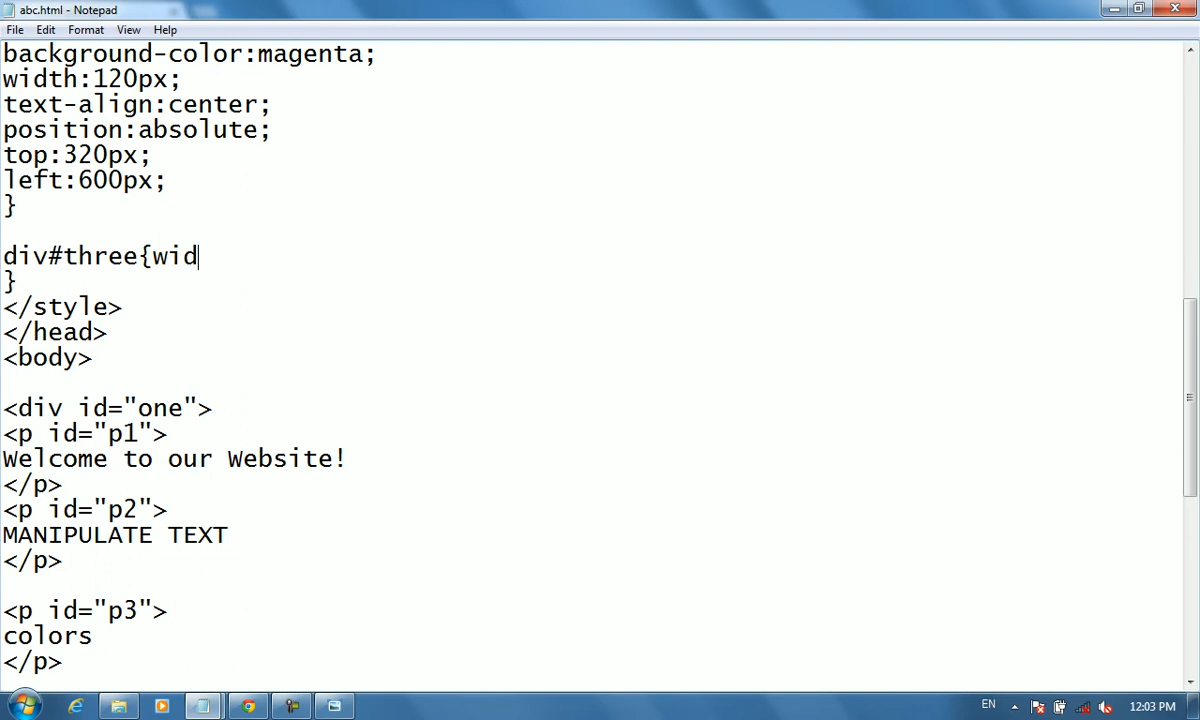 abc.html - Notepad
File Edit Format View Help
background-color:magenta;
width:120px;
text-align:center;
position:absolute;
top:320px;
left:600px;
}
div#three{wid
}
</style>
</head>
<body>
<div id="one">
<p id="p1">
Welcome to our Website!
</p>
<p id="p2">
MANIPULATE TEXT
</p>
<p id="p3">
colors
</p>
EN 12:03 PM